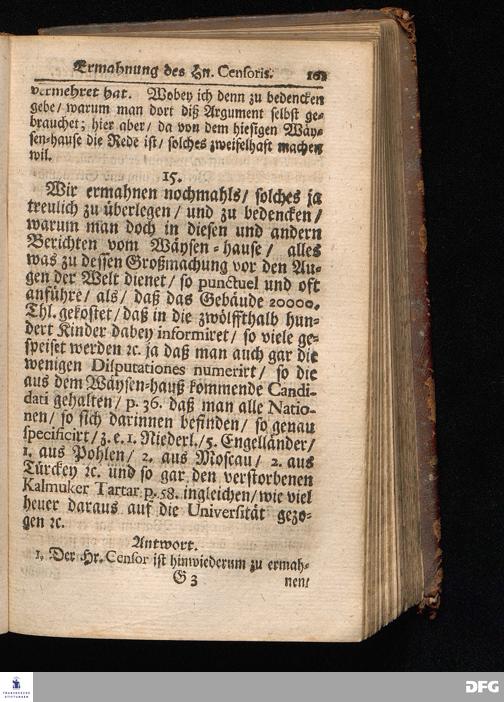 Ermahnung des Hn. Censoris. 101
vermehret hat. Wobey ich denn zu bedencken
gebe/ warum man dort diß Argument selbst ge-
brauchet; hier aber/ da von dem hiesigen Wäy-
sen-hause die Rede ist/ solches zweifelhaft machen
wil.
15.
Wir ermahnen nochmahls/ solches ja
treulich zu überlegen/ und zu bedencken/
warum man doch in diesen und andern
Berichten vom Wäysen-hause/ alles
was zu dessen Großmachung vor den Au-
gen der Welt dienet/ so punctuel und oft
anführe/ als/ daß das Gebäude 20000.
Thl. gekostet/ daß in die zwölffthalb hun-
dert Kinder dabey informiret/ so viele ge-
speiset werden ꝛc. ja daß man auch gar die
wenigen Disputationes numerirt/ so die
aus dem Wäysen-hauß kommende Candi-
dati gehalten/ p. 36. daß man alle Natio-
nen/ so sich darinnen befinden/ so genau
specificirt/ z. e. 1. Niederl./ 5. Engelländer/
1. aus Pohlen/ 2. aus Moscau/ 2. aus
Türckey ꝛc. und so gar den verstorbenen
Kalmuker Tartar. p. 58. ingleichen/ wie viel
heuer daraus auf die Universität gezo-
gen ꝛc.
Antwort.
1. Der Hr. Censor ist hinwiederum zu ermah-
G 3 nen/
FRANCKESCHE
STIFTUNGEN
DFG